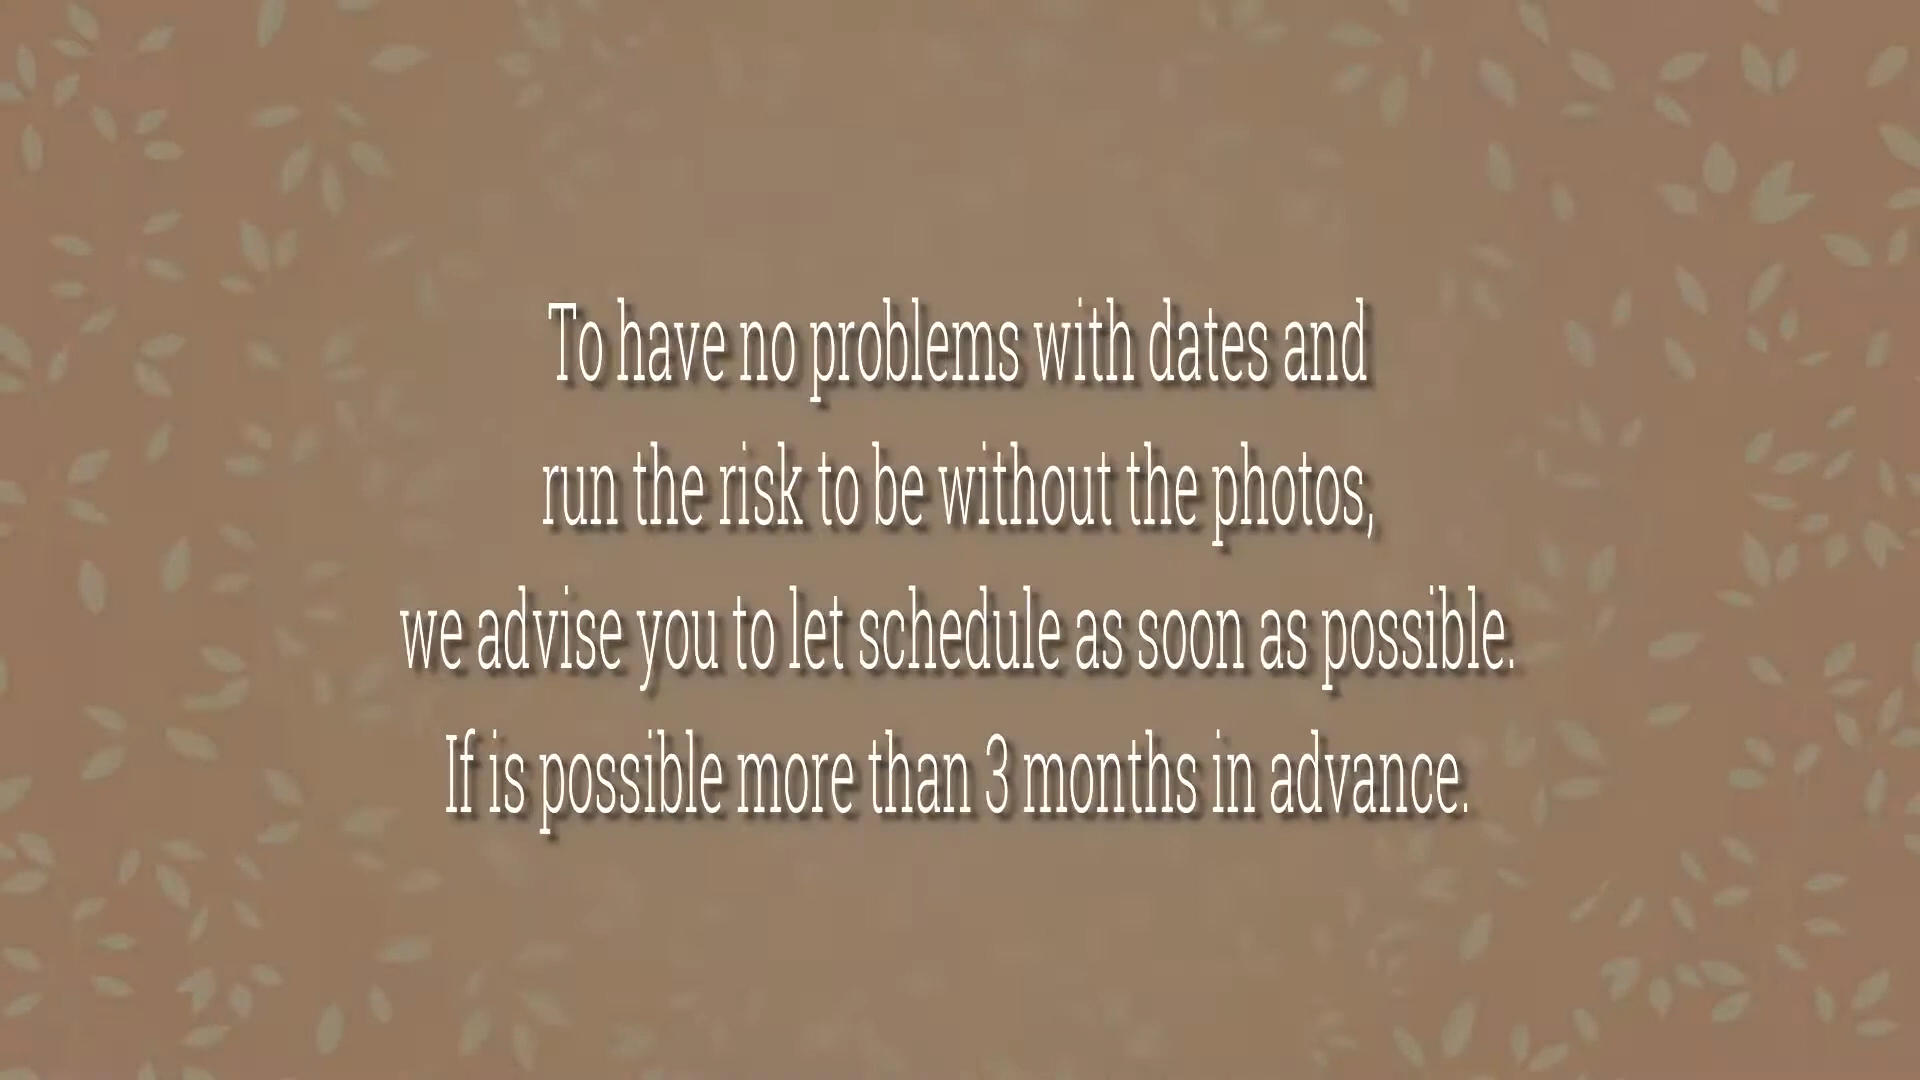 To have no problems with dates and
run the risk to be without the photos,
we advise you to let schedule as soon as possible.
If is possible more than 3 months in advance.